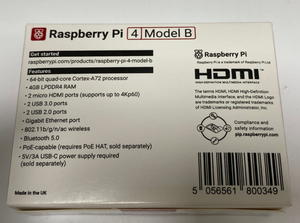 Raspberry Pi 4 Model B
Get started
raspberrypi.com/products/raspberry-pi-4-model-b
Features
• 64-bit quad-core Cortex-A72 processor
• 4GB LPDDR4 RAM
• 2 micro HDMI ports (supports up to 4Kp60)
• 2 USB 3.0 ports
• 2 USB 2.0 ports
• Gigabit Ethernet port
• 802.11b/g/n/ac wireless
• Bluetooth 5.0
• PoE-capable (requires PoE HAT, sold separately)
• 5V/3A USB-C power supply required
(sold separately)
Made in the UK
Raspberry Pi
Raspberry Pi is a trademark of Raspberry Pi Ltd
HDMI
The terms HDMI, HDMI High-Definition
Multimedia Interface, and the HDMI Logo
are trademarks or registered trademarks
of HDMI Licensing Administrator, Inc.
Compliance and
safety information
pip.raspberrypi.com
5 056561 800349